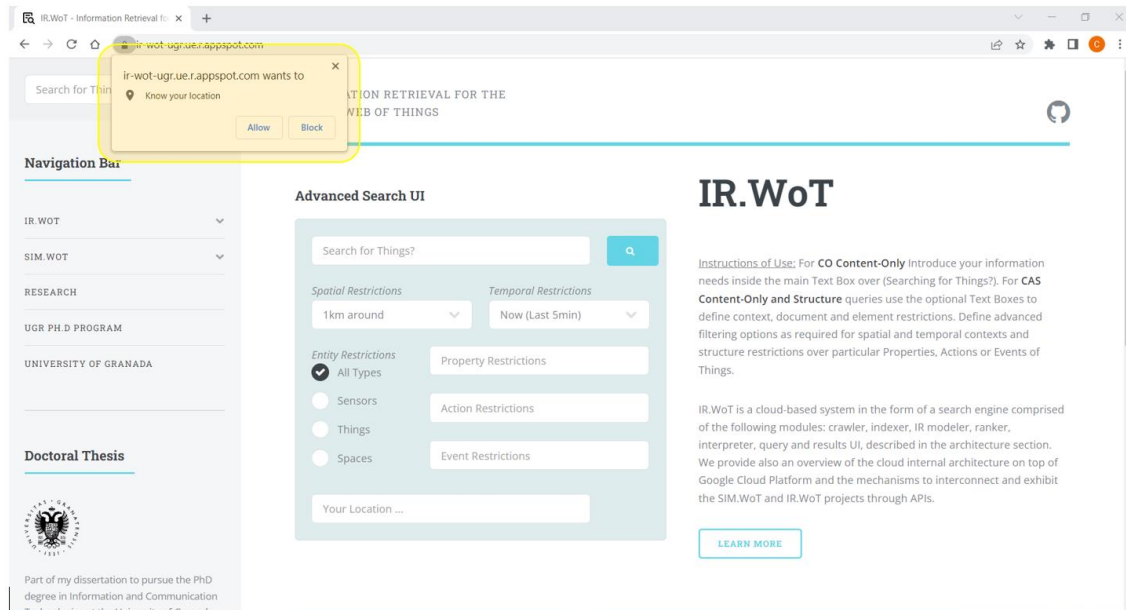 IR.WoT - Information Retrieval fo
ir-wot-ugr.ue.r.appspot.com
C
ir-wot-ugr.ue.r.appspot.com wants to
Know your location
Allow
Block
Search for Thin
ATION RETRIEVAL FOR THE
WEB OF THINGS
Navigation Bar
IR.WOT
SIM.WOT
RESEARCH
UGR PH.D PROGRAM
UNIVERSITY OF GRANADA
Doctoral Thesis
Part of my dissertation to pursue the PhD
degree in Information and Communication
Advanced Search UI
Search for Things?
Spatial Restrictions
Temporal Restrictions
1km around
Now (Last 5min)
Entity Restrictions
All Types
Sensors
Things
Spaces
Property Restrictions
Action Restrictions
Event Restrictions
Your Location ...
IR.WoT
Instructions of Use: For CO Content-Only Introduce your information
needs inside the main Text Box over (Searching for Things?). For CAS
Content-Only and Structure queries use the optional Text Boxes to
define context, document and element restrictions. Define advanced
filtering options as required for spatial and temporal contexts and
structure restrictions over particular Properties, Actions or Events of
Things.
IR.WoT is a cloud-based system in the form of a search engine comprised
of the following modules: crawler, indexer, IR modeler, ranker,
interpreter, query and results UI, described in the architecture section.
We provide also an overview of the cloud internal architecture on top of
Google Cloud Platform and the mechanisms to interconnect and exhibit
the SIM.WoT and IR.WoT projects through APIs.
LEARN MORE